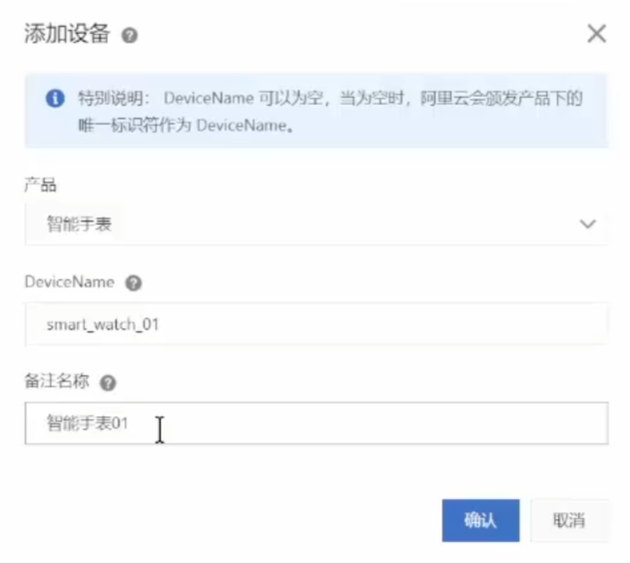 添加设备
特别说明： DeviceName 可以为空，当为空时，阿里云会颁发产品下的
唯一标识符作为 DeviceName。
产品
智能手表
DeviceName
smart_watch_01
备注名称
智能手表01
确认
取消